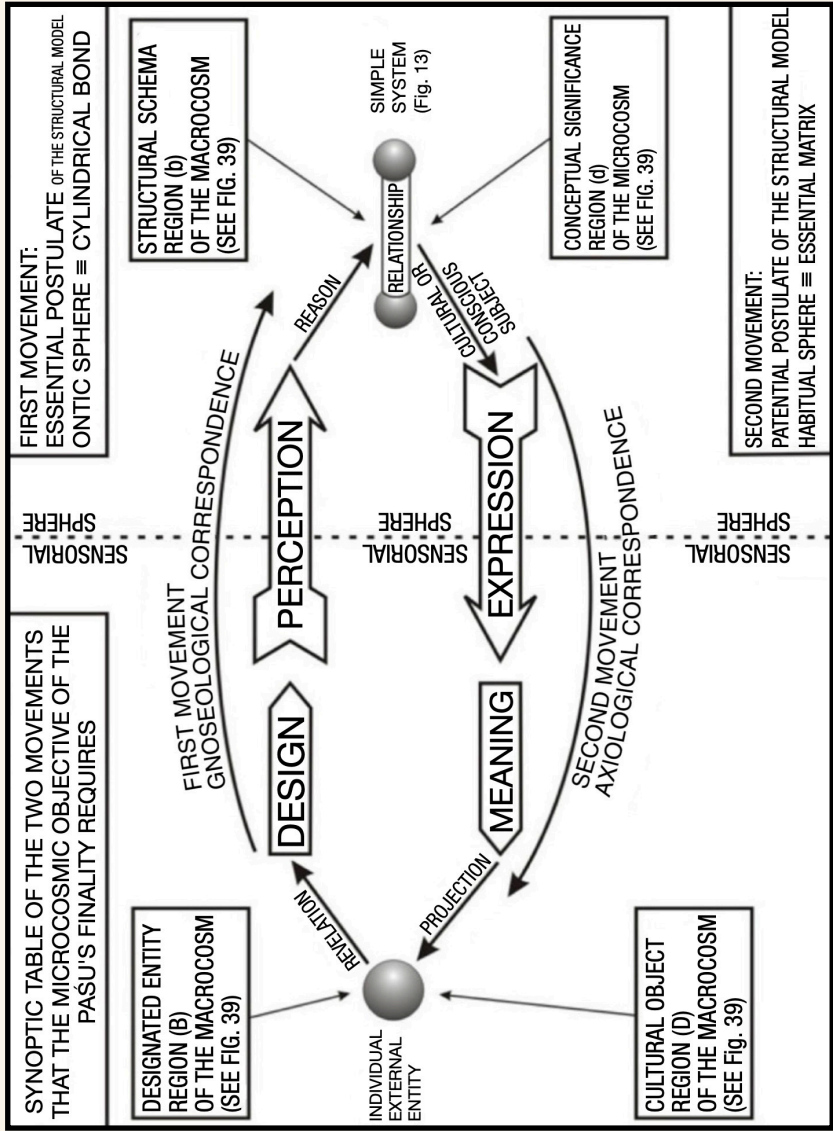 SYNOPTIC TABLE OF THE TWO MOVEMENTS
THAT THE MICROCOSMIC OBJECTIVE OF THE
PAŚU'S FINALITY REQUIRES
FIRST MOVEMENT:
ESSENTIAL POSTULATE OF THE STRUCTURAL MODEL
ONTIC SPHERE ≡ CYLINDRICAL BOND
SENSORIAL
SPHERE
DESIGNATED ENTITY
REGION (B)
OF THE MACROCOSM
(SEE FIG. 39)
STRUCTURAL SCHEMA
REGION (b)
OF THE MACROCOSM
(SEE FIG. 39)
FIRST MOVEMENT
GNOSEOLOGICAL CORRESPONDENCE
REVELATION
DESIGN
PERCEPTION
REASON
INDIVIDUAL
EXTERNAL
ENTITY
SENSORIAL
SPHERE
RELATIONSHIP
SIMPLE
SYSTEM
(Fig. 13)
PROJECTION
MEANING
EXPRESSION
CULTURAL OR
CONSCIOUS
SUBJECT
SECOND MOVEMENT
AXIOLOGICAL CORRESPONDENCE
CULTURAL OBJECT
REGION (D)
OF THE MACROCOSM
(SEE FIG. 39)
CONCEPTUAL SIGNIFICANCE
REGION (d)
OF THE MICROCOSM
(SEE FIG. 39)
SENSORIAL
SPHERE
SECOND MOVEMENT:
PATENTIAL POSTULATE OF THE STRUCTURAL MODEL
HABITUAL SPHERE ≡ ESSENTIAL MATRIX